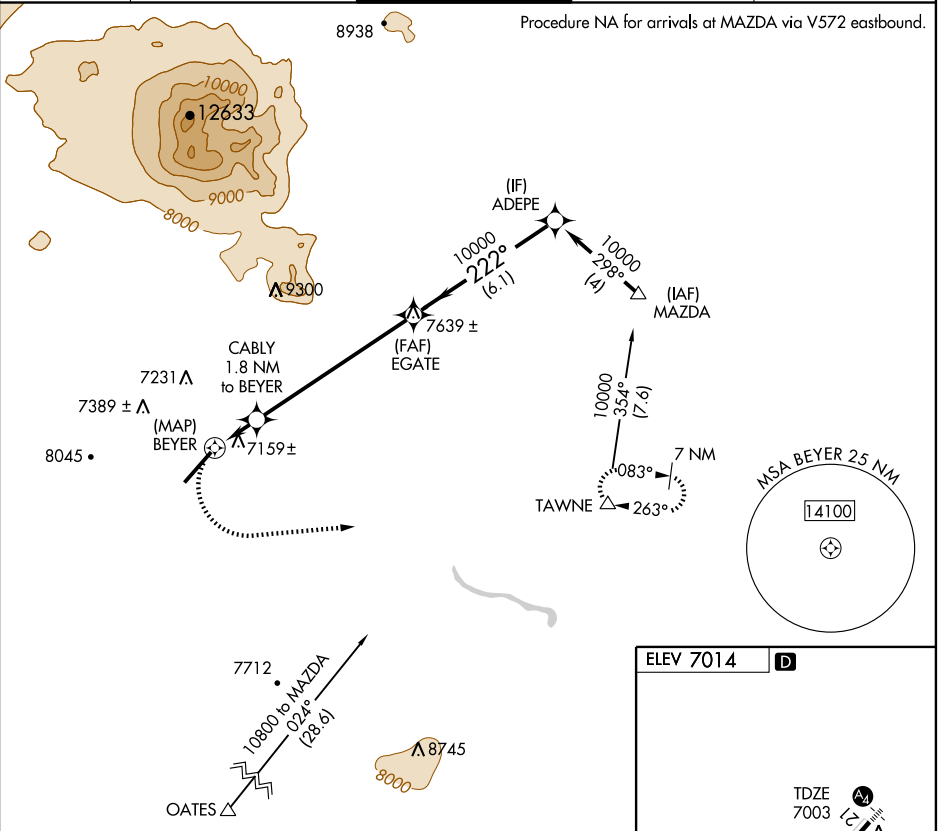 Procedure NA for arrivals at MAZDA via V572 eastbound.
8938
10000
12633
9000
8000
9300
(IF)
ADEPE
10000
222°
(6.1)
10000
298°
(4)
(IAF)
MAZDA
7639 ±
(FAF)
EGATE
CABLY
1.8 NM
to BEYER
7231
7389 ±
(MAP)
BEYER
7159±
8045
10000
354°
(7.6)
7 NM
083°
TAWNE
263°
MSA BEYER 25 NM
14100
7712
10800 to MAZDA
024°
(28.6)
OATES
8745
8000
ELEV 7014
D
TDZE
7003
A4
21